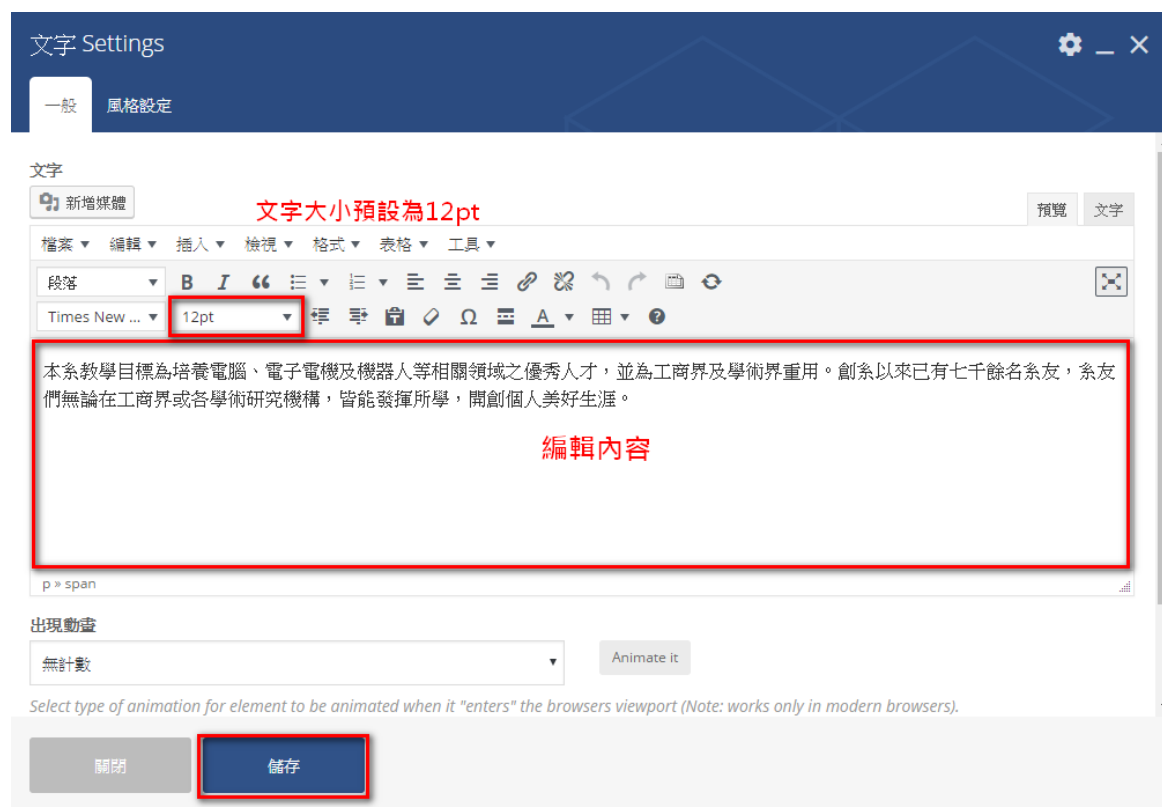 文字 Settings
一般 風格設定
文字
新增媒體
文字大小預設為12pt
預覽 文字
檔案 編輯 插入 檢視 格式 表格 工具
段落
Times New ... 12pt
本系教學目標為培養電腦、電子電機及機器人等相關領域之優秀人才，並為工商界及學術界重用。創系以來已有七千餘名系友，系友
們無論在工商界或各學術研究機構，皆能發揮所學，開創個人美好生涯。
編輯內容
p » span
出現動畫
無計數 Animate it
Select type of animation for element to be animated when it "enters" the browsers viewport (Note: works only in modern browsers).
關閉 儲存